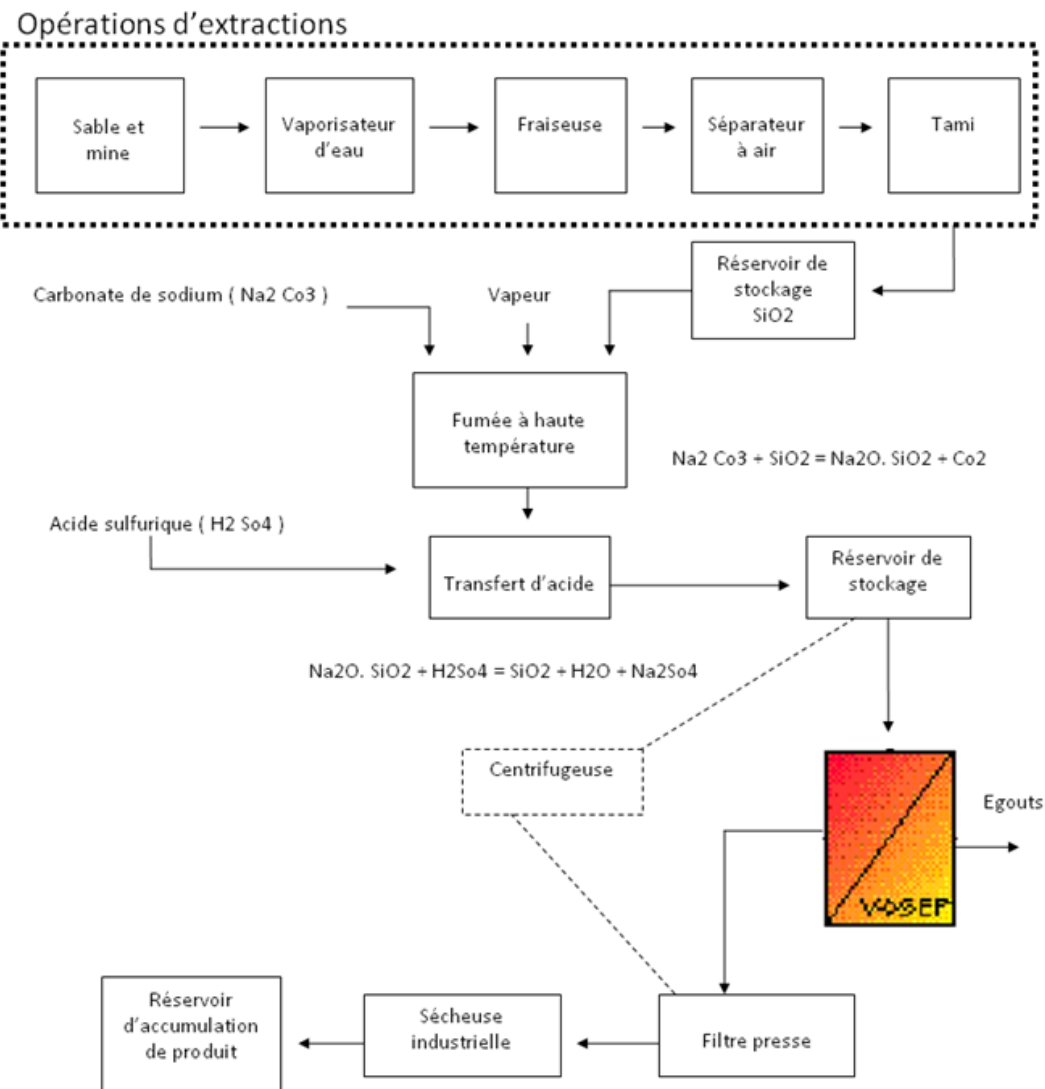 Opérations d’extractions
Sable et
mine
Vaporisateur
d’eau
Fraiseuse
Séparateur
à air
Tami
Réservoir de
stockage
SiO2
Carbonate de sodium ( Na2 Co3 )
Vapeur
Fumée à haute
température
Na2 Co3 + SiO2 = Na2O. SiO2 + Co2
Acide sulfurique ( H2 So4 )
Transfert d’acide
Réservoir de
stockage
Na2O. SiO2 + H2So4 = SiO2 + H2O + Na2So4
Centrifugeuse
Egouts
VSEP
Réservoir
d’accumulation
de produit
Sécheuse
industrielle
Filtre presse